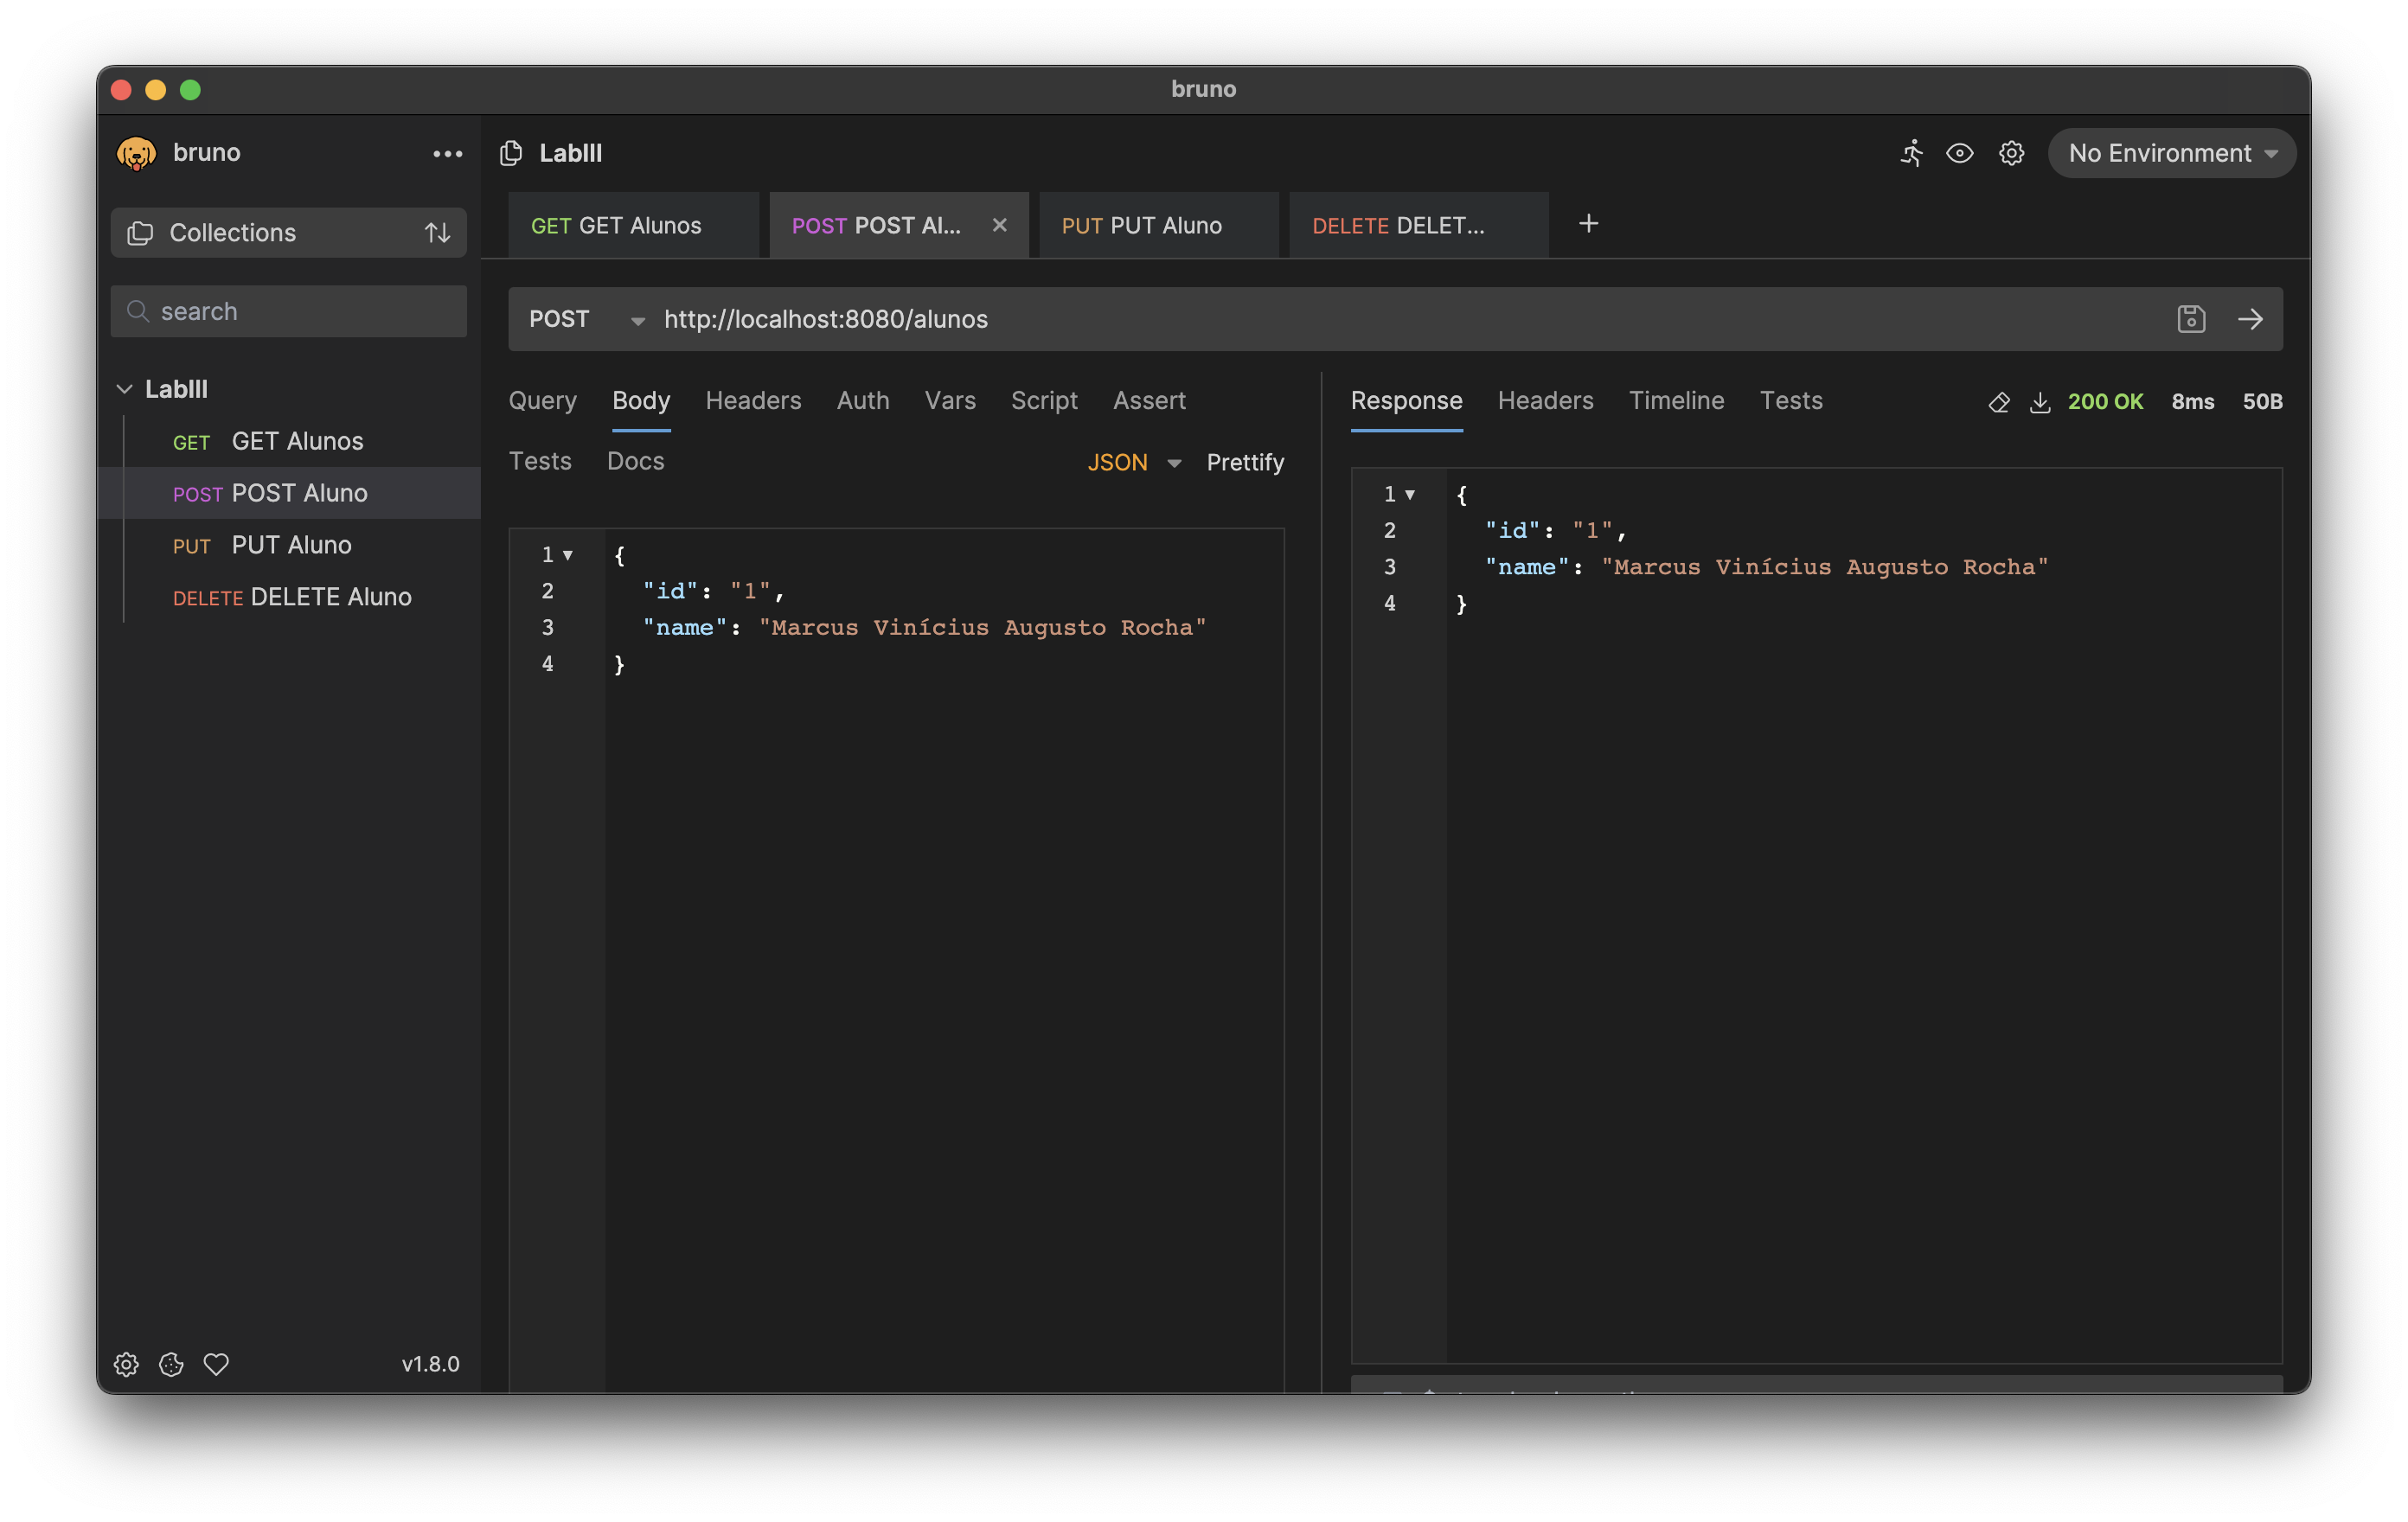 bruno
bruno
LabIII
No Environment
Collections
GET GET Alunos
POST POST Al...
PUT PUT Aluno
DELETE DELET...
search
POST http://localhost:8080/alunos
LabIII
GET GET Alunos
POST POST Aluno
PUT PUT Aluno
DELETE DELETE Aluno
Query Body Headers Auth Vars Script Assert
Tests Docs JSON Prettify
1 {
2 "id": "1",
3 "name": "Marcus Vinícius Augusto Rocha"
4 }
Response Headers Timeline Tests 200 OK 8ms 50B
1 {
2 "id": "1",
3 "name": "Marcus Vinícius Augusto Rocha"
4 }
v1.8.0